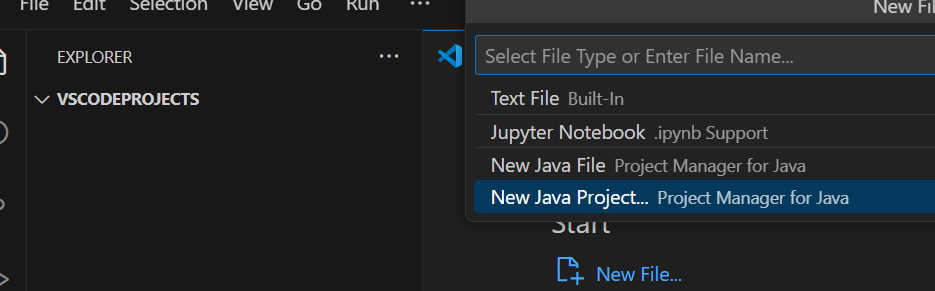 File Edit Selection View Go Run ...
New Fil
EXPLORER ...
Select File Type or Enter File Name...
VSCODEPROJECTS
Text File Built-In
Jupyter Notebook .ipynb Support
New Java File Project Manager for Java
New Java Project... Project Manager for Java
Start
New File...